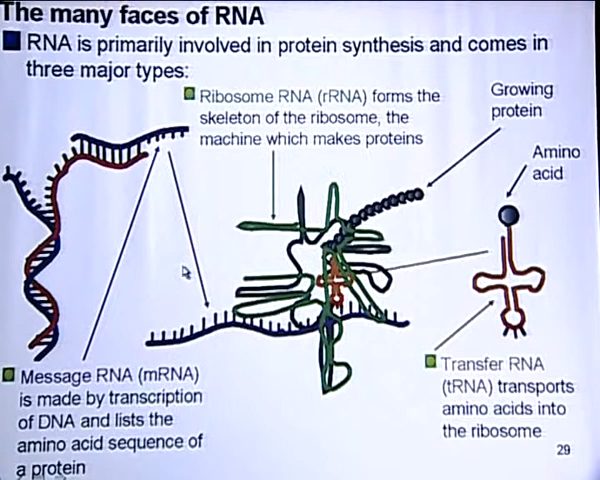 The many faces of RNA
RNA is primarily involved in protein synthesis and comes in
three major types:
Ribosome RNA (rRNA) forms the
skeleton of the ribosome, the
machine which makes proteins
Growing
protein
Amino
acid
Message RNA (mRNA)
is made by transcription
of DNA and lists the
amino acid sequence of
a protein
Transfer RNA
(tRNA) transports
amino acids into
the ribosome
29